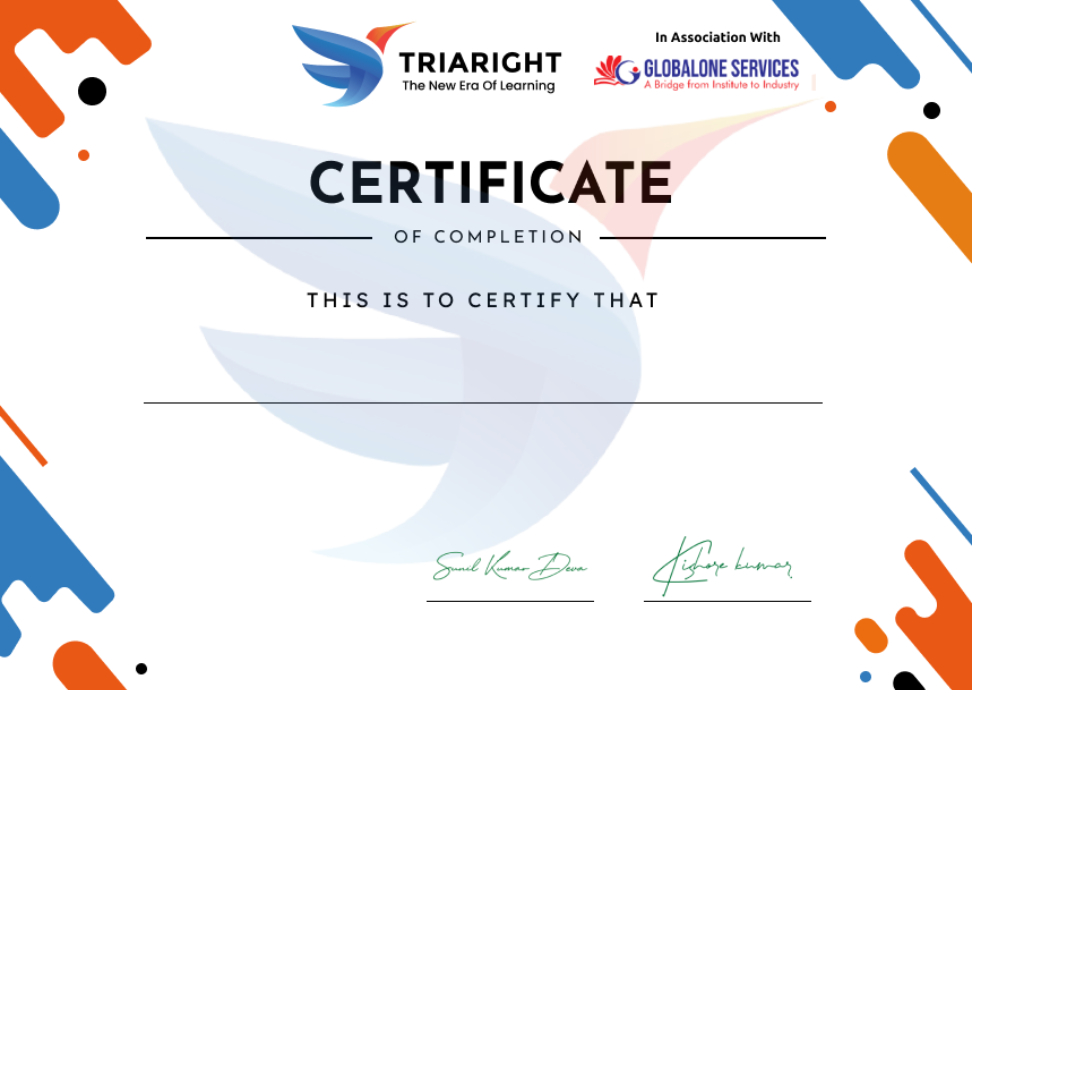 TRIARIGHT
The New Era Of Learning
In Association With
GLOBALONE SERVICES
A Bridge from Institute to Industry
CERTIFICATE
OF COMPLETION
THIS IS TO CERTIFY THAT
Sunil Kumar Deva
Kishore kumar